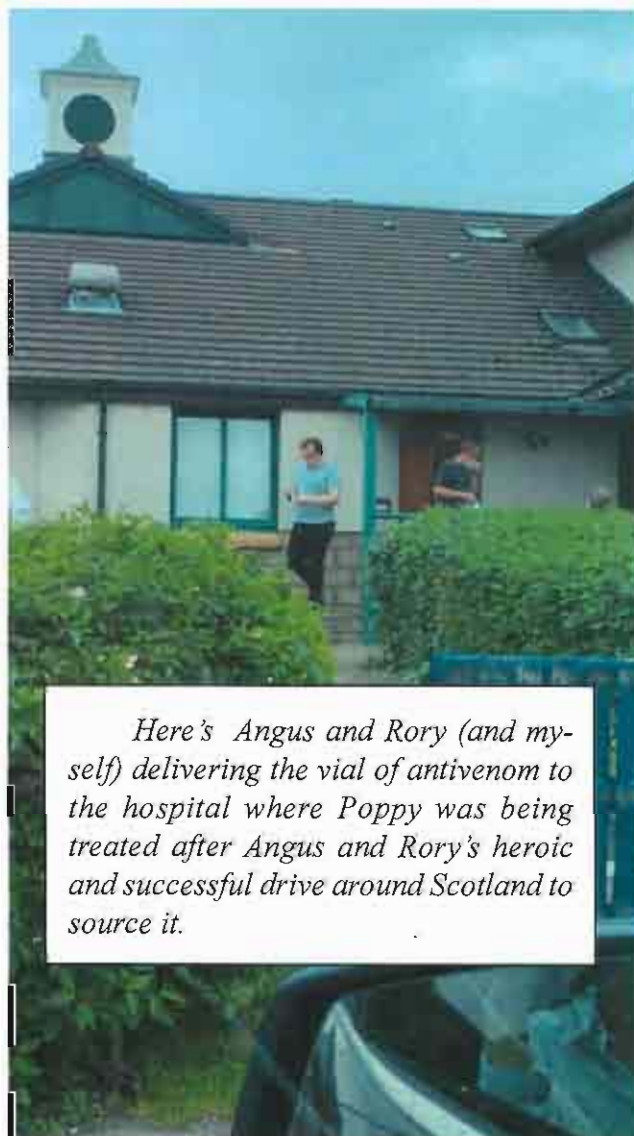 Here's Angus and Rory (and my-
self) delivering the vial of antivenom to
the hospital where Poppy was being
treated after Angus and Rory's heroic
and successful drive around Scotland to
source it.